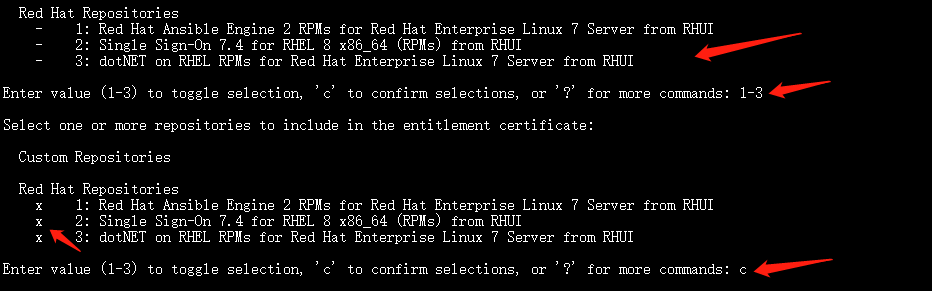 Red Hat Repositories
- 1: Red Hat Ansible Engine 2 RPMs for Red Hat Enterprise Linux 7 Server from RHUI
- 2: Single Sign-On 7.4 for RHEL 8 x86_64 (RPMs) from RHUI
- 3: dotNET on RHEL RPMs for Red Hat Enterprise Linux 7 Server from RHUI
Enter value (1-3) to toggle selection, 'c' to confirm selections, or '?' for more commands: 1-3
Select one or more repositories to include in the entitlement certificate:
Custom Repositories
Red Hat Repositories
x 1: Red Hat Ansible Engine 2 RPMs for Red Hat Enterprise Linux 7 Server from RHUI
x 2: Single Sign-On 7.4 for RHEL 8 x86_64 (RPMs) from RHUI
x 3: dotNET on RHEL RPMs for Red Hat Enterprise Linux 7 Server from RHUI
Enter value (1-3) to toggle selection, 'c' to confirm selections, or '?' for more commands: c